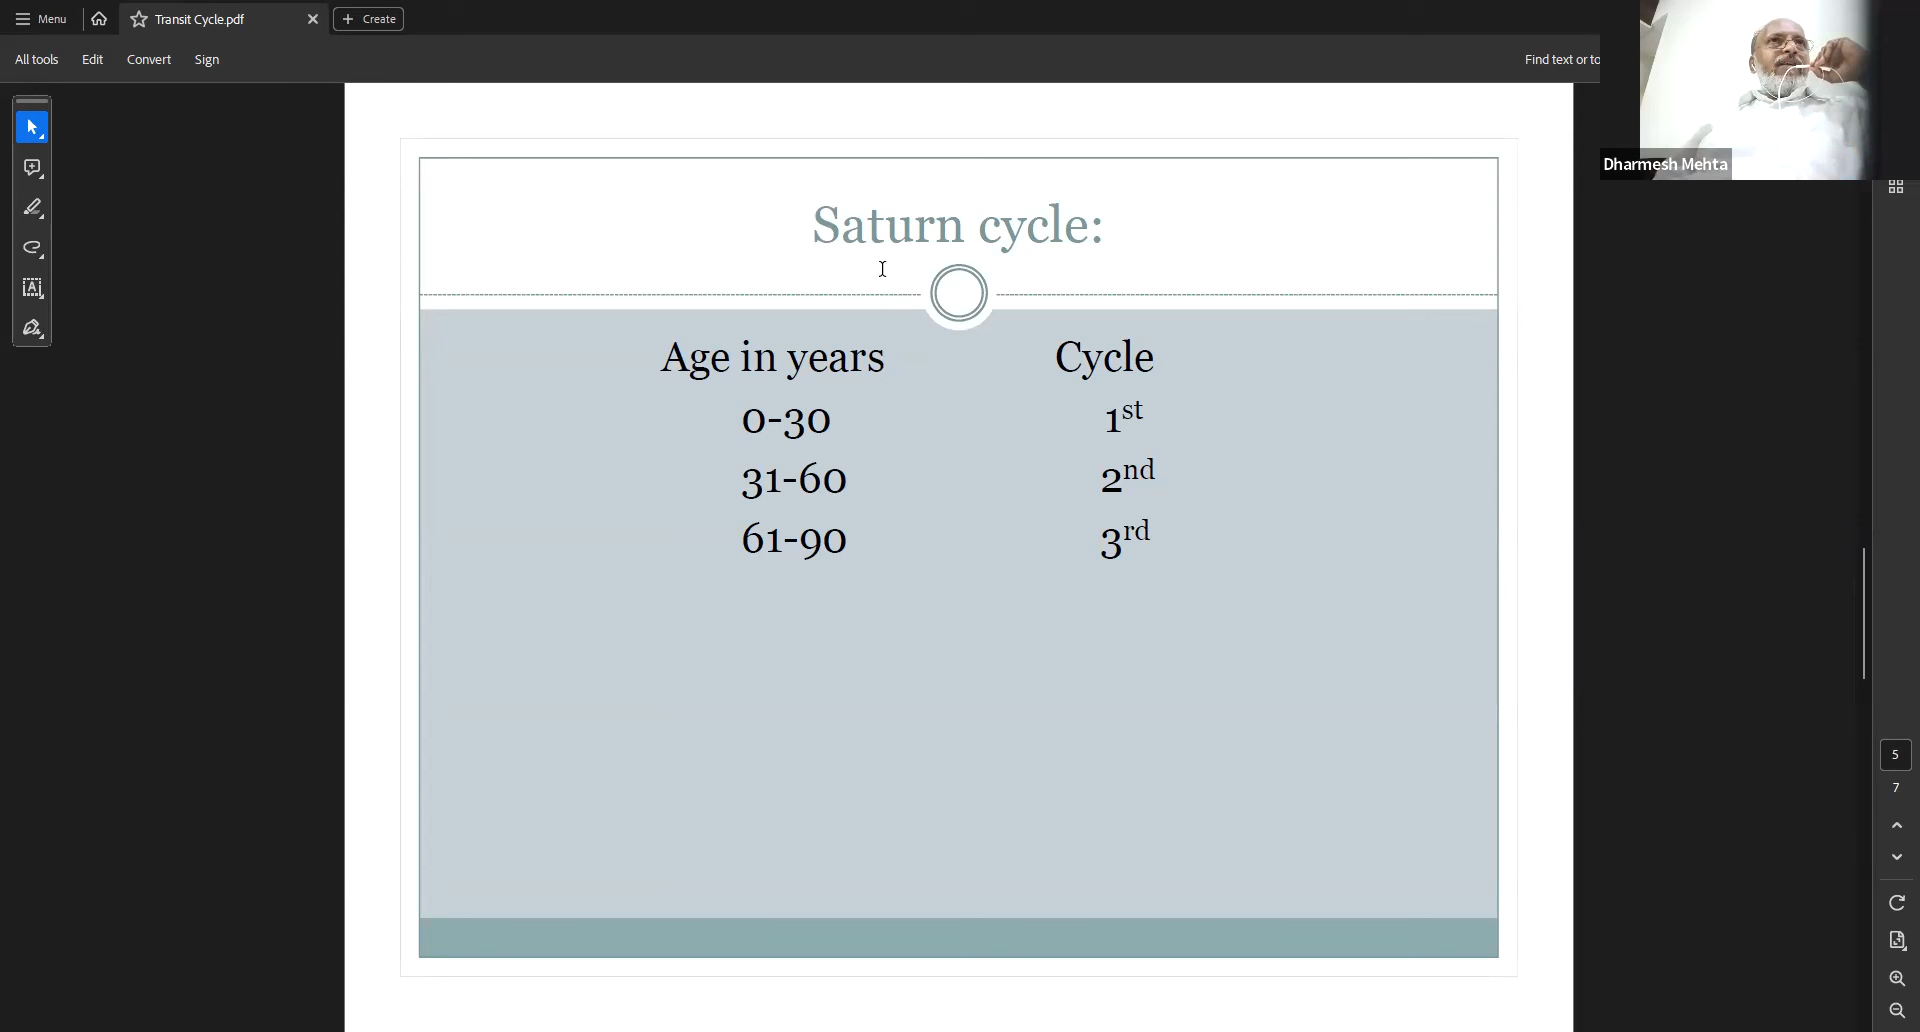 Menu
Transit Cycle.pdf
Create
All tools
Edit
Convert
Sign
Find text or to
Dharmesh Mehta
Saturn cycle:
Age in years Cycle
0-30 1st
31-60 2nd
61-90 3rd
5
7